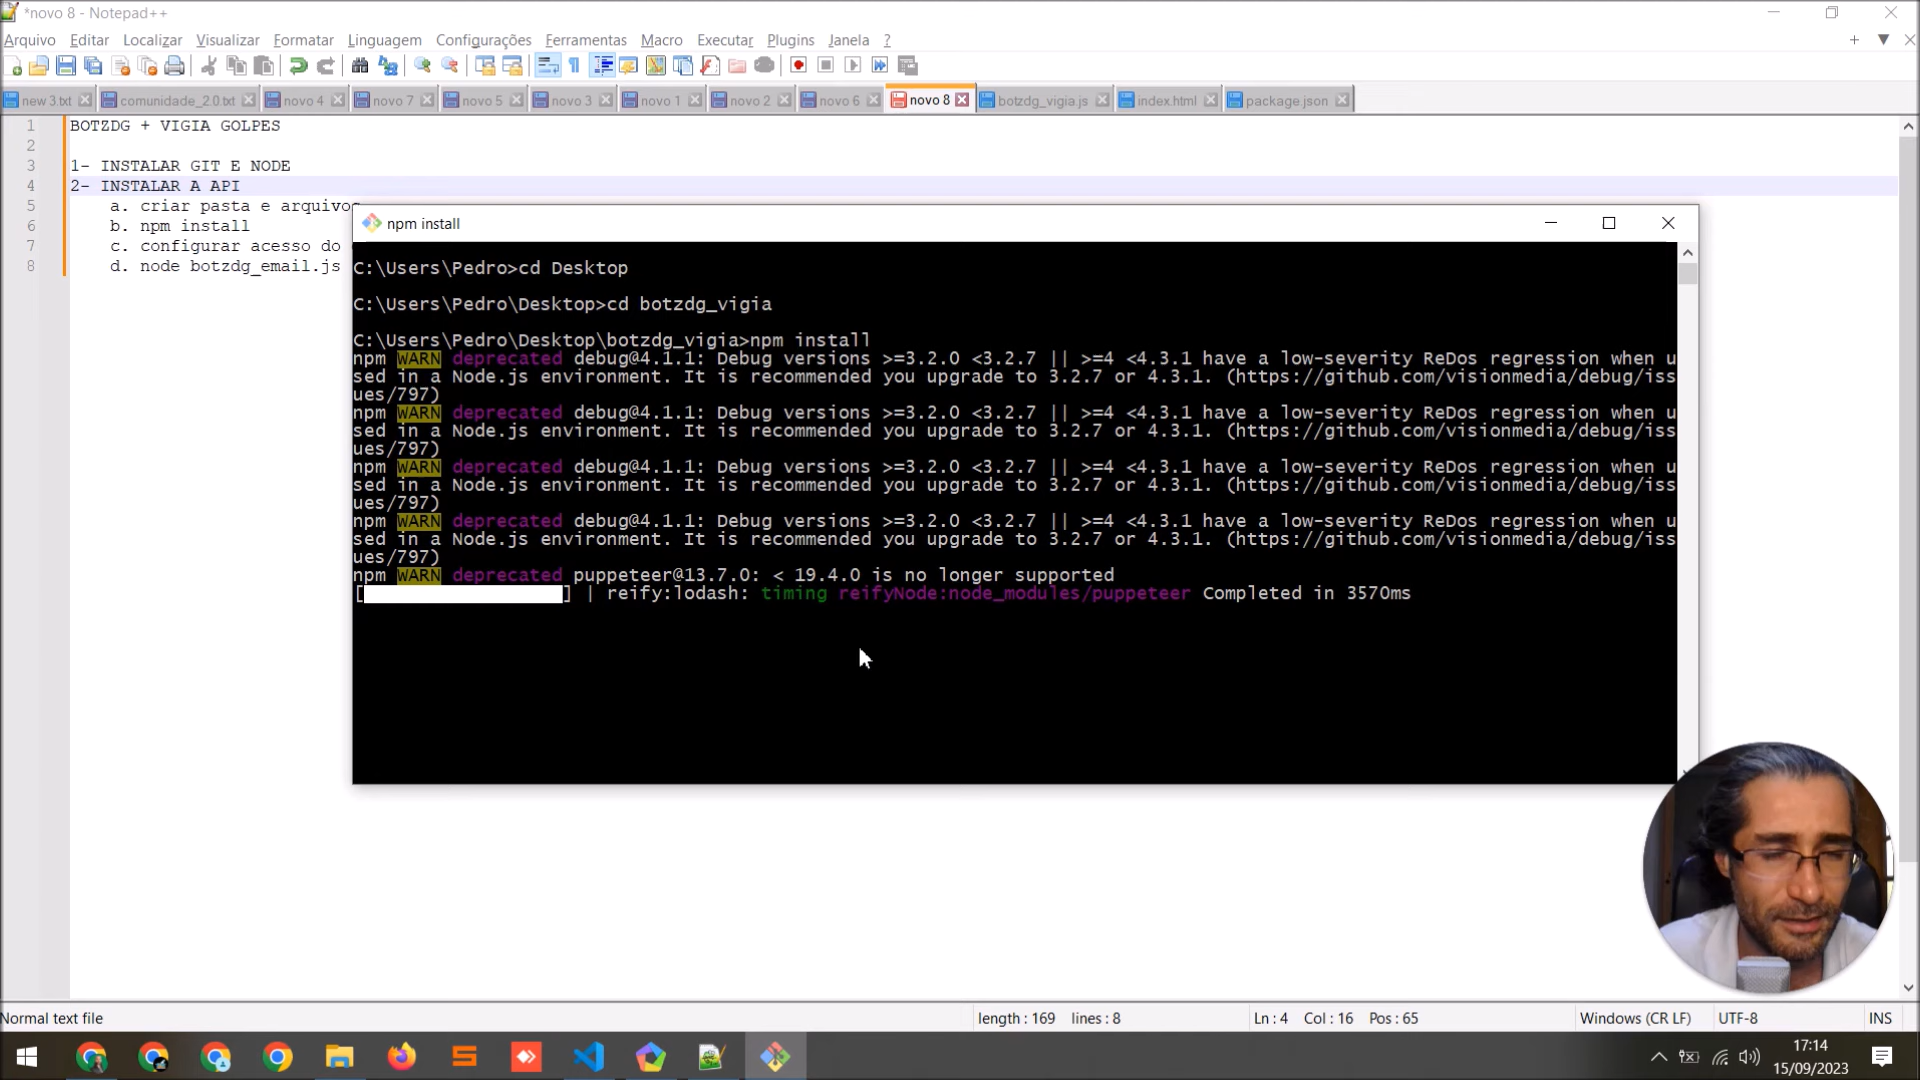 *novo 8 - Notepad++
Arquivo Editar Localizar Visualizar Formatar Linguagem Configurações Ferramentas Macro Executar Plugins Janela ?
new 3.txt comunidade_2.0.txt novo 4 novo 7 novo 5 novo 3 novo 1 novo 2 novo 6 novo 8 botzdg_vigia.js index.html package.json
1 BOTZDG + VIGIA GOLPES
2
3 1- INSTALAR GIT E NODE
4 2- INSTALAR A API
5 a. criar pasta e arquivos
6 b. npm install
7 c. configurar acesso do
8 d. node botzdg_email.js
npm install
C:\Users\Pedro>cd Desktop
C:\Users\Pedro\Desktop>cd botzdg_vigia
C:\Users\Pedro\Desktop\botzdg_vigia>npm install
npm WARN deprecated debug@4.1.1: Debug versions >=3.2.0 <3.2.7 || >=4 <4.3.1 have a low-severity ReDos regression when u
sed in a Node.js environment. It is recommended you upgrade to 3.2.7 or 4.3.1. (https://github.com/visionmedia/debug/iss
ues/797)
npm WARN deprecated debug@4.1.1: Debug versions >=3.2.0 <3.2.7 || >=4 <4.3.1 have a low-severity ReDos regression when u
sed in a Node.js environment. It is recommended you upgrade to 3.2.7 or 4.3.1. (https://github.com/visionmedia/debug/iss
ues/797)
npm WARN deprecated debug@4.1.1: Debug versions >=3.2.0 <3.2.7 || >=4 <4.3.1 have a low-severity ReDos regression when u
sed in a Node.js environment. It is recommended you upgrade to 3.2.7 or 4.3.1. (https://github.com/visionmedia/debug/iss
ues/797)
npm WARN deprecated debug@4.1.1: Debug versions >=3.2.0 <3.2.7 || >=4 <4.3.1 have a low-severity ReDos regression when u
sed in a Node.js environment. It is recommended you upgrade to 3.2.7 or 4.3.1. (https://github.com/visionmedia/debug/iss
ues/797)
npm WARN deprecated puppeteer@13.7.0: < 19.4.0 is no longer supported
[ ] | reify:lodash: timing reifyNode:node_modules/puppeteer Completed in 3570ms
Normal text file length : 169 lines : 8 Ln : 4 Col : 16 Pos : 65 Windows (CR LF) UTF-8 INS
17:14
15/09/2023